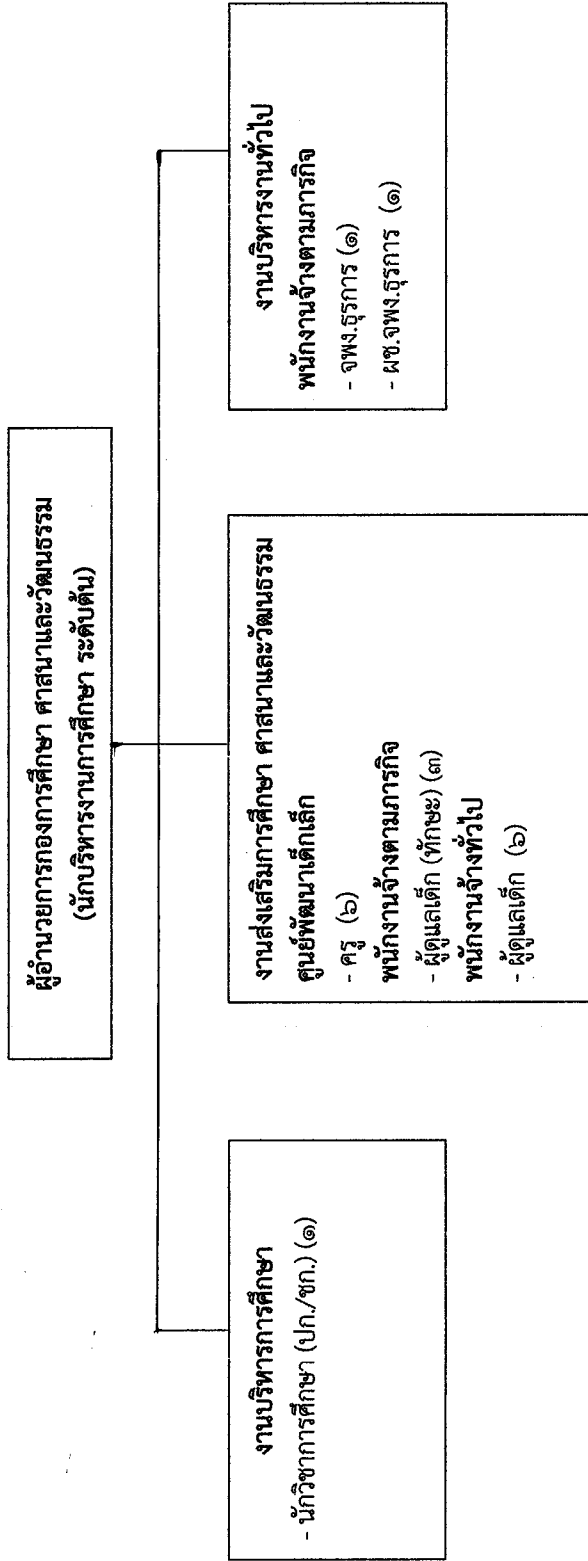 ผู้อำนวยการกองการศึกษา ศาสนาและวัฒนธรรม
(นักบริหารงานการศึกษา ระดับต้น)
งานบริหารการศึกษา
- นักวิชาการศึกษา (ปก./ชก.) (๑)
งานส่งเสริมการศึกษา ศาสนาและวัฒนธรรม
ศูนย์พัฒนาเด็กเล็ก
- ครู (๖)
พนักงานจ้างตามภารกิจ
- ผู้ดูแลเด็ก (ทักษะ) (๓)
พนักงานจ้างทั่วไป
- ผู้ดูแลเด็ก (๖)
งานบริหารงานทั่วไป
พนักงานจ้างตามภารกิจ
- จพง.ธุรการ (๑)
- ผช.จพง.ธุรการ (๑)